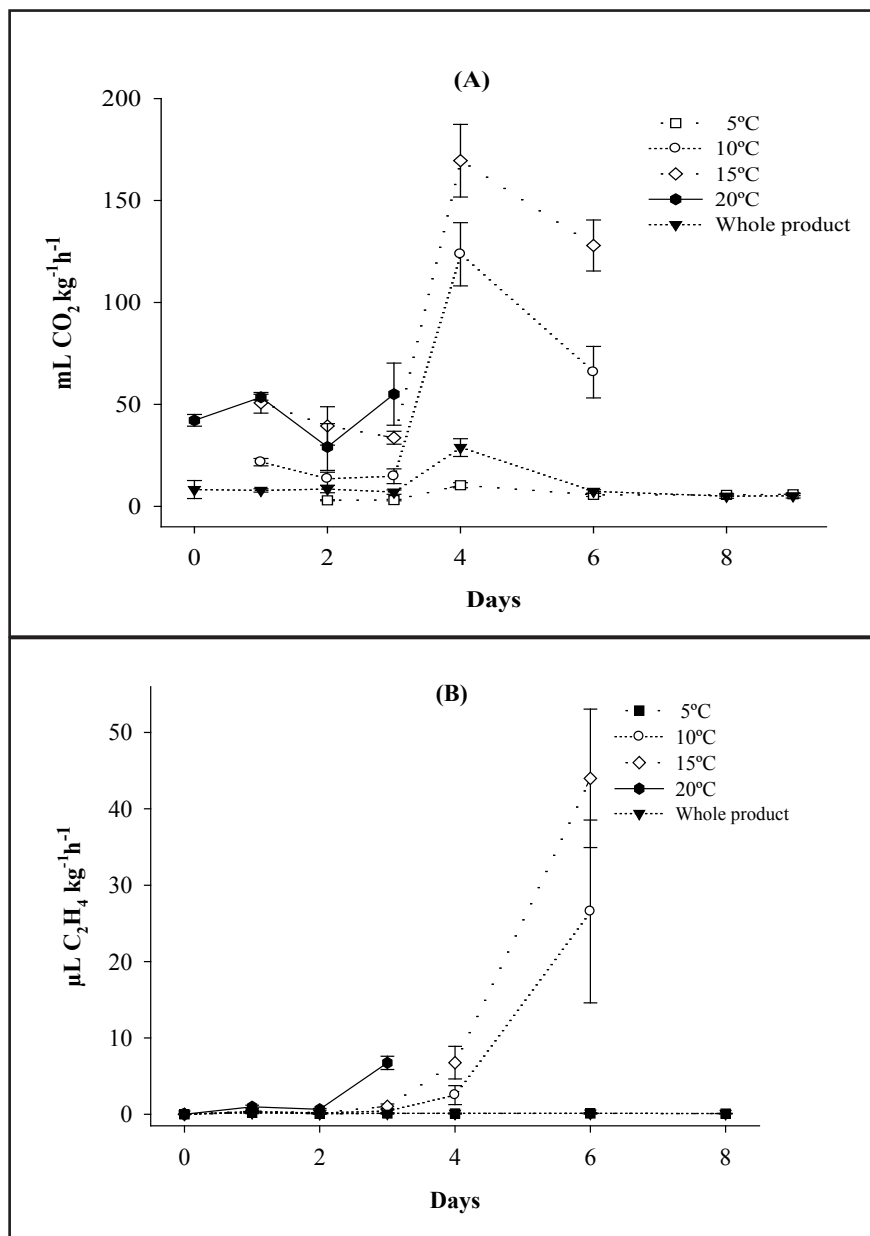 (A)
200
150
100
50
0
mL CO₂ kg⁻¹h⁻¹
5ºC
10ºC
15ºC
20ºC
Whole product
0 2 4 6 8
Days
(B)
50
40
30
20
10
0
µL C₂H₄ kg⁻¹h⁻¹
5ºC
10ºC
15ºC
20ºC
Whole product
0 2 4 6 8
Days